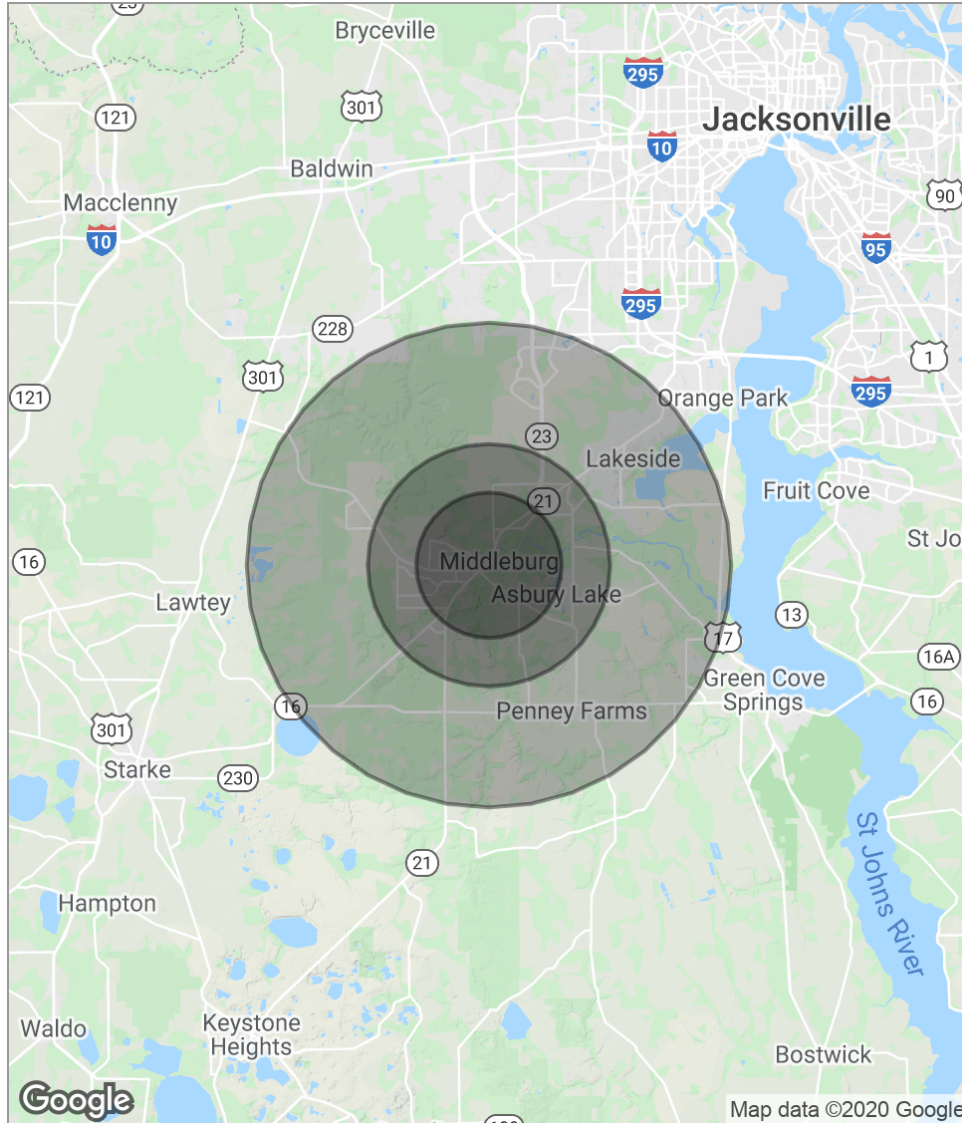 23
Bryceville
295
301
121
Jacksonville
10
Baldwin
90
Macclenny
10
95
295
228
1
301
121
295
Orange Park
23
Lakeside
Fruit Cove
21
St Jo
16
Middleburg
Asbury Lake
Lawtey
13
17
16A
Green Cove
Springs
16
16
Penney Farms
301
Starke
230
St Johns River
21
Hampton
Waldo
Keystone
Heights
Bostwick
Google
Map data ©2020 Google